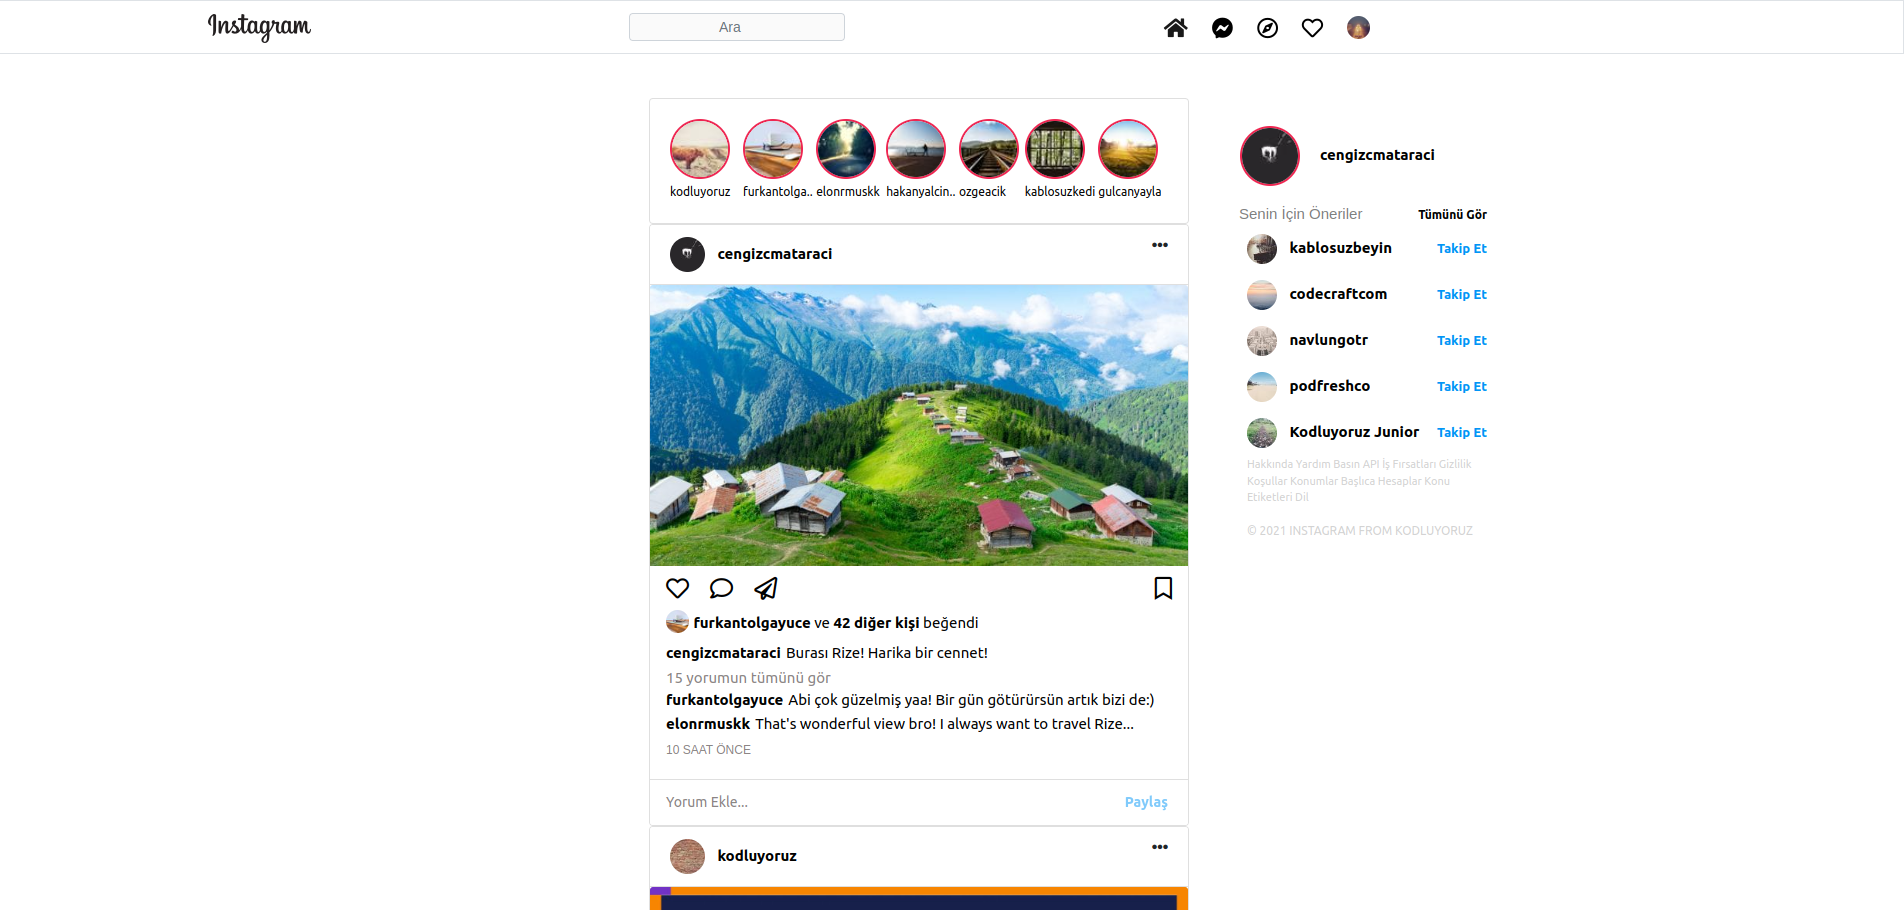 Instagram
Ara
kodluyoruz furkantolga.. elonrmuskk hakanyalcin.. ozgeacik kablosuzkedi gulcanyayla
cengizcmataraci
cengizcmataraci
Senin İçin Öneriler Tümünü Gör
kablosuzbeyin Takip Et
codecraftcom Takip Et
navlungotr Takip Et
podfreshco Takip Et
Kodluyoruz Junior Takip Et
Hakkında Yardım Basın API İş Fırsatları Gizlilik
Koşullar Konumlar Başlıca Hesaplar Konu
Etiketleri Dil
© 2021 INSTAGRAM FROM KODLUYORUZ
furkantolgayuce ve 42 diğer kişi beğendi
cengizcmataraci Burası Rize! Harika bir cennet!
15 yorumun tümünü gör
furkantolgayuce Abi çok güzelmiş yaa! Bir gün götürürsün artık bizi de:)
elonrmuskk That's wonderful view bro! I always want to travel Rize...
10 SAAT ÖNCE
Yorum Ekle... Paylaş
kodluyoruz